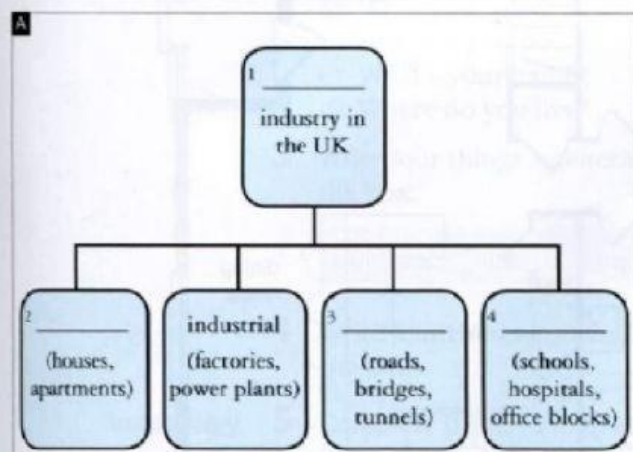 A
1 ________
industry in
the UK
2 ________
(houses,
apartments)
industrial
(factories,
power plants)
3 ________
(roads,
bridges,
tunnels)
4 ________
(schools,
hospitals,
office blocks)